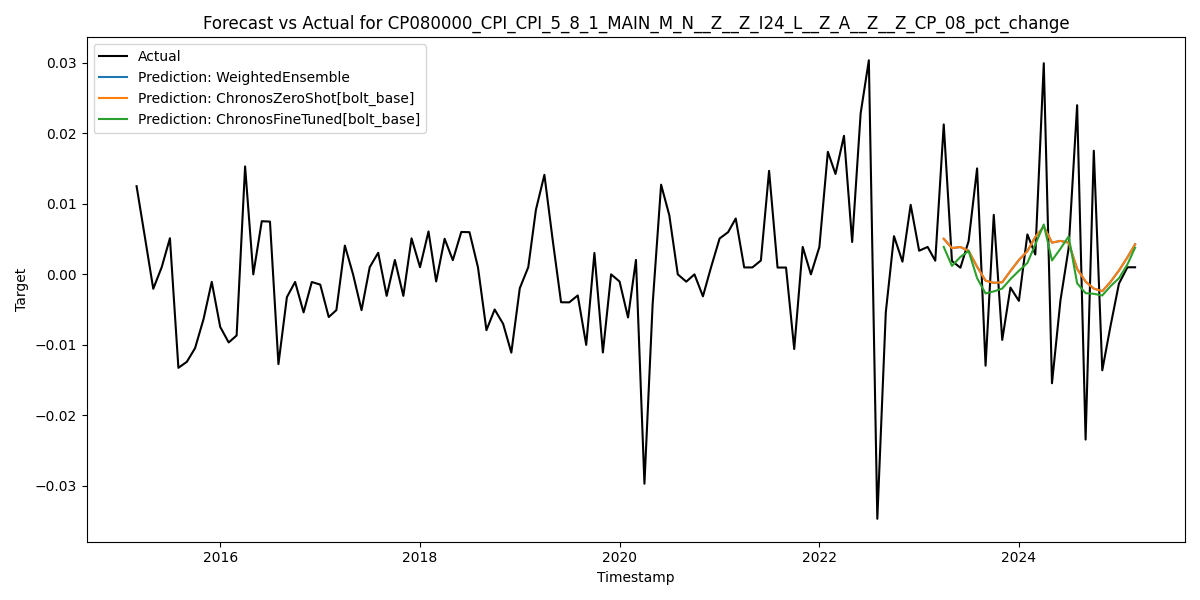 Forecast vs Actual for CP080000_CPI_CPI_5_8_1_MAIN_M_N__Z__Z_I24_L__Z_A__Z__Z_CP_08_pct_change
Actual
Prediction: WeightedEnsemble
Prediction: ChronosZeroShot[bolt_base]
Prediction: ChronosFineTuned[bolt_base]
0.03
0.02
0.01
0.00
−0.01
−0.02
−0.03
Target
2016 2018 2020 2022 2024
Timestamp